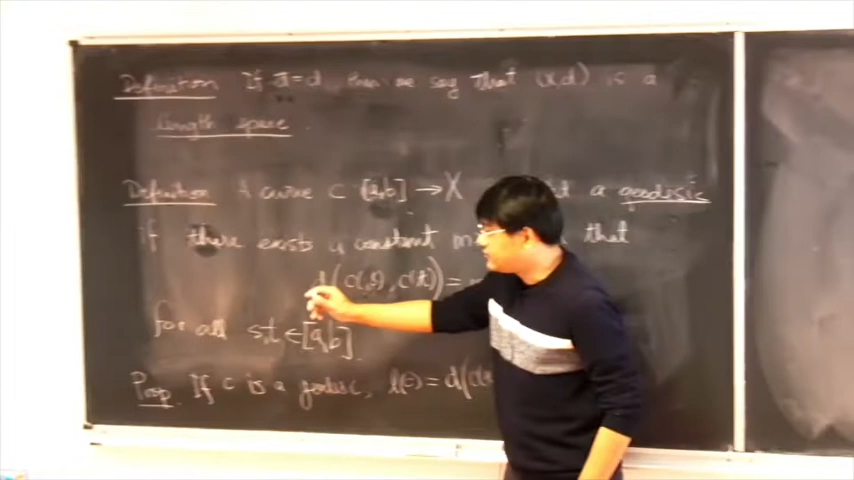 Definition If d̄=d, then we say that (X,d) is a
length space.
Definition A curve c [a,b] → X a geodesic
if there exists a constant that
d(c(s),c(t)) =
for all s,t ∈ [a,b].
Prop If c is a geodesic, l(c) = d(c(